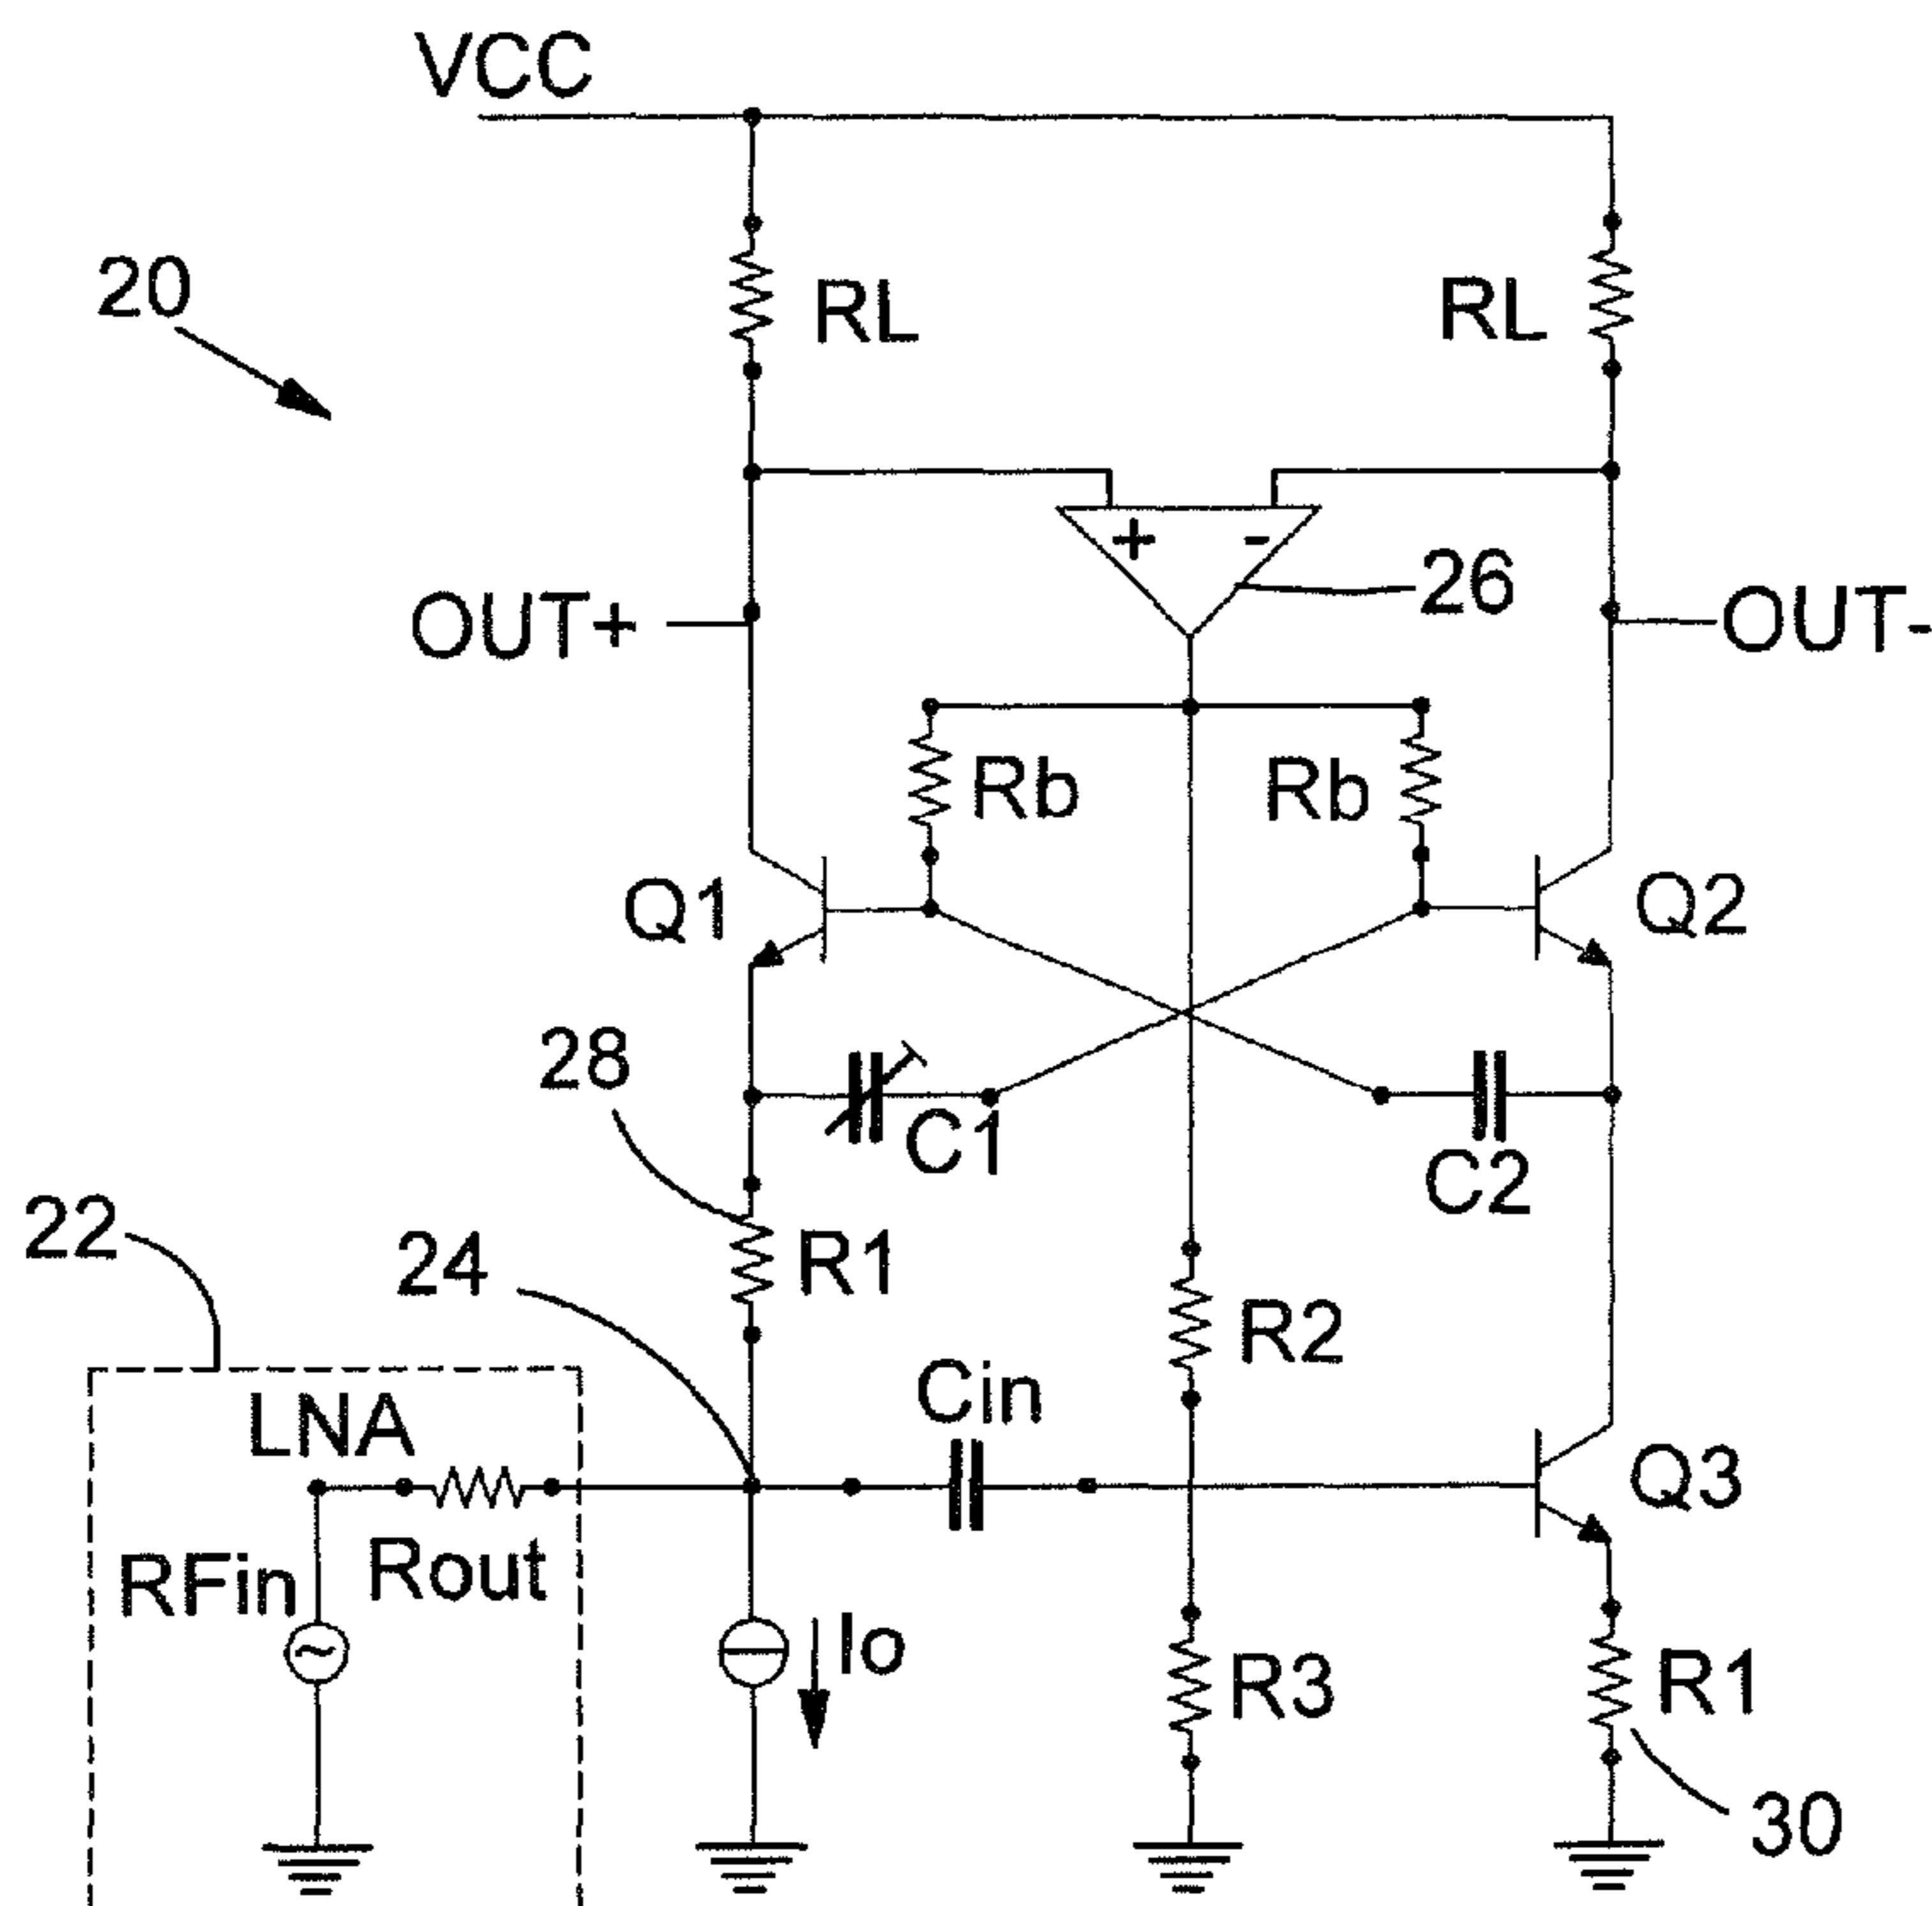 VCC
20
RL
RL
+
-
26
OUT+
OUT-
Rb
Rb
Q1
Q2
28
C1
C2
22
24
R1
R2
Cin
LNA
Q3
RFin
Rout
~
Io
R3
R1
30